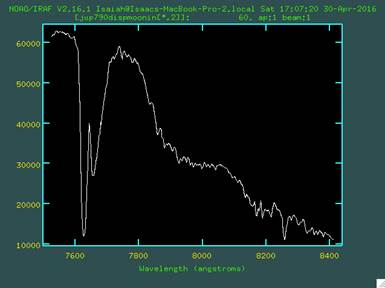 NOAO/IRAF V2.16.1 Isaiah@Isaacs-MacBook-Pro-2.local Sat 17:07:20 30-Apr-2016
[jup790dispmoonin[*,2]]: 60. ap:1 beam:1
60000
50000
40000
30000
20000
10000
7600 7800 8000 8200 8400
Wavelength (angstroms)